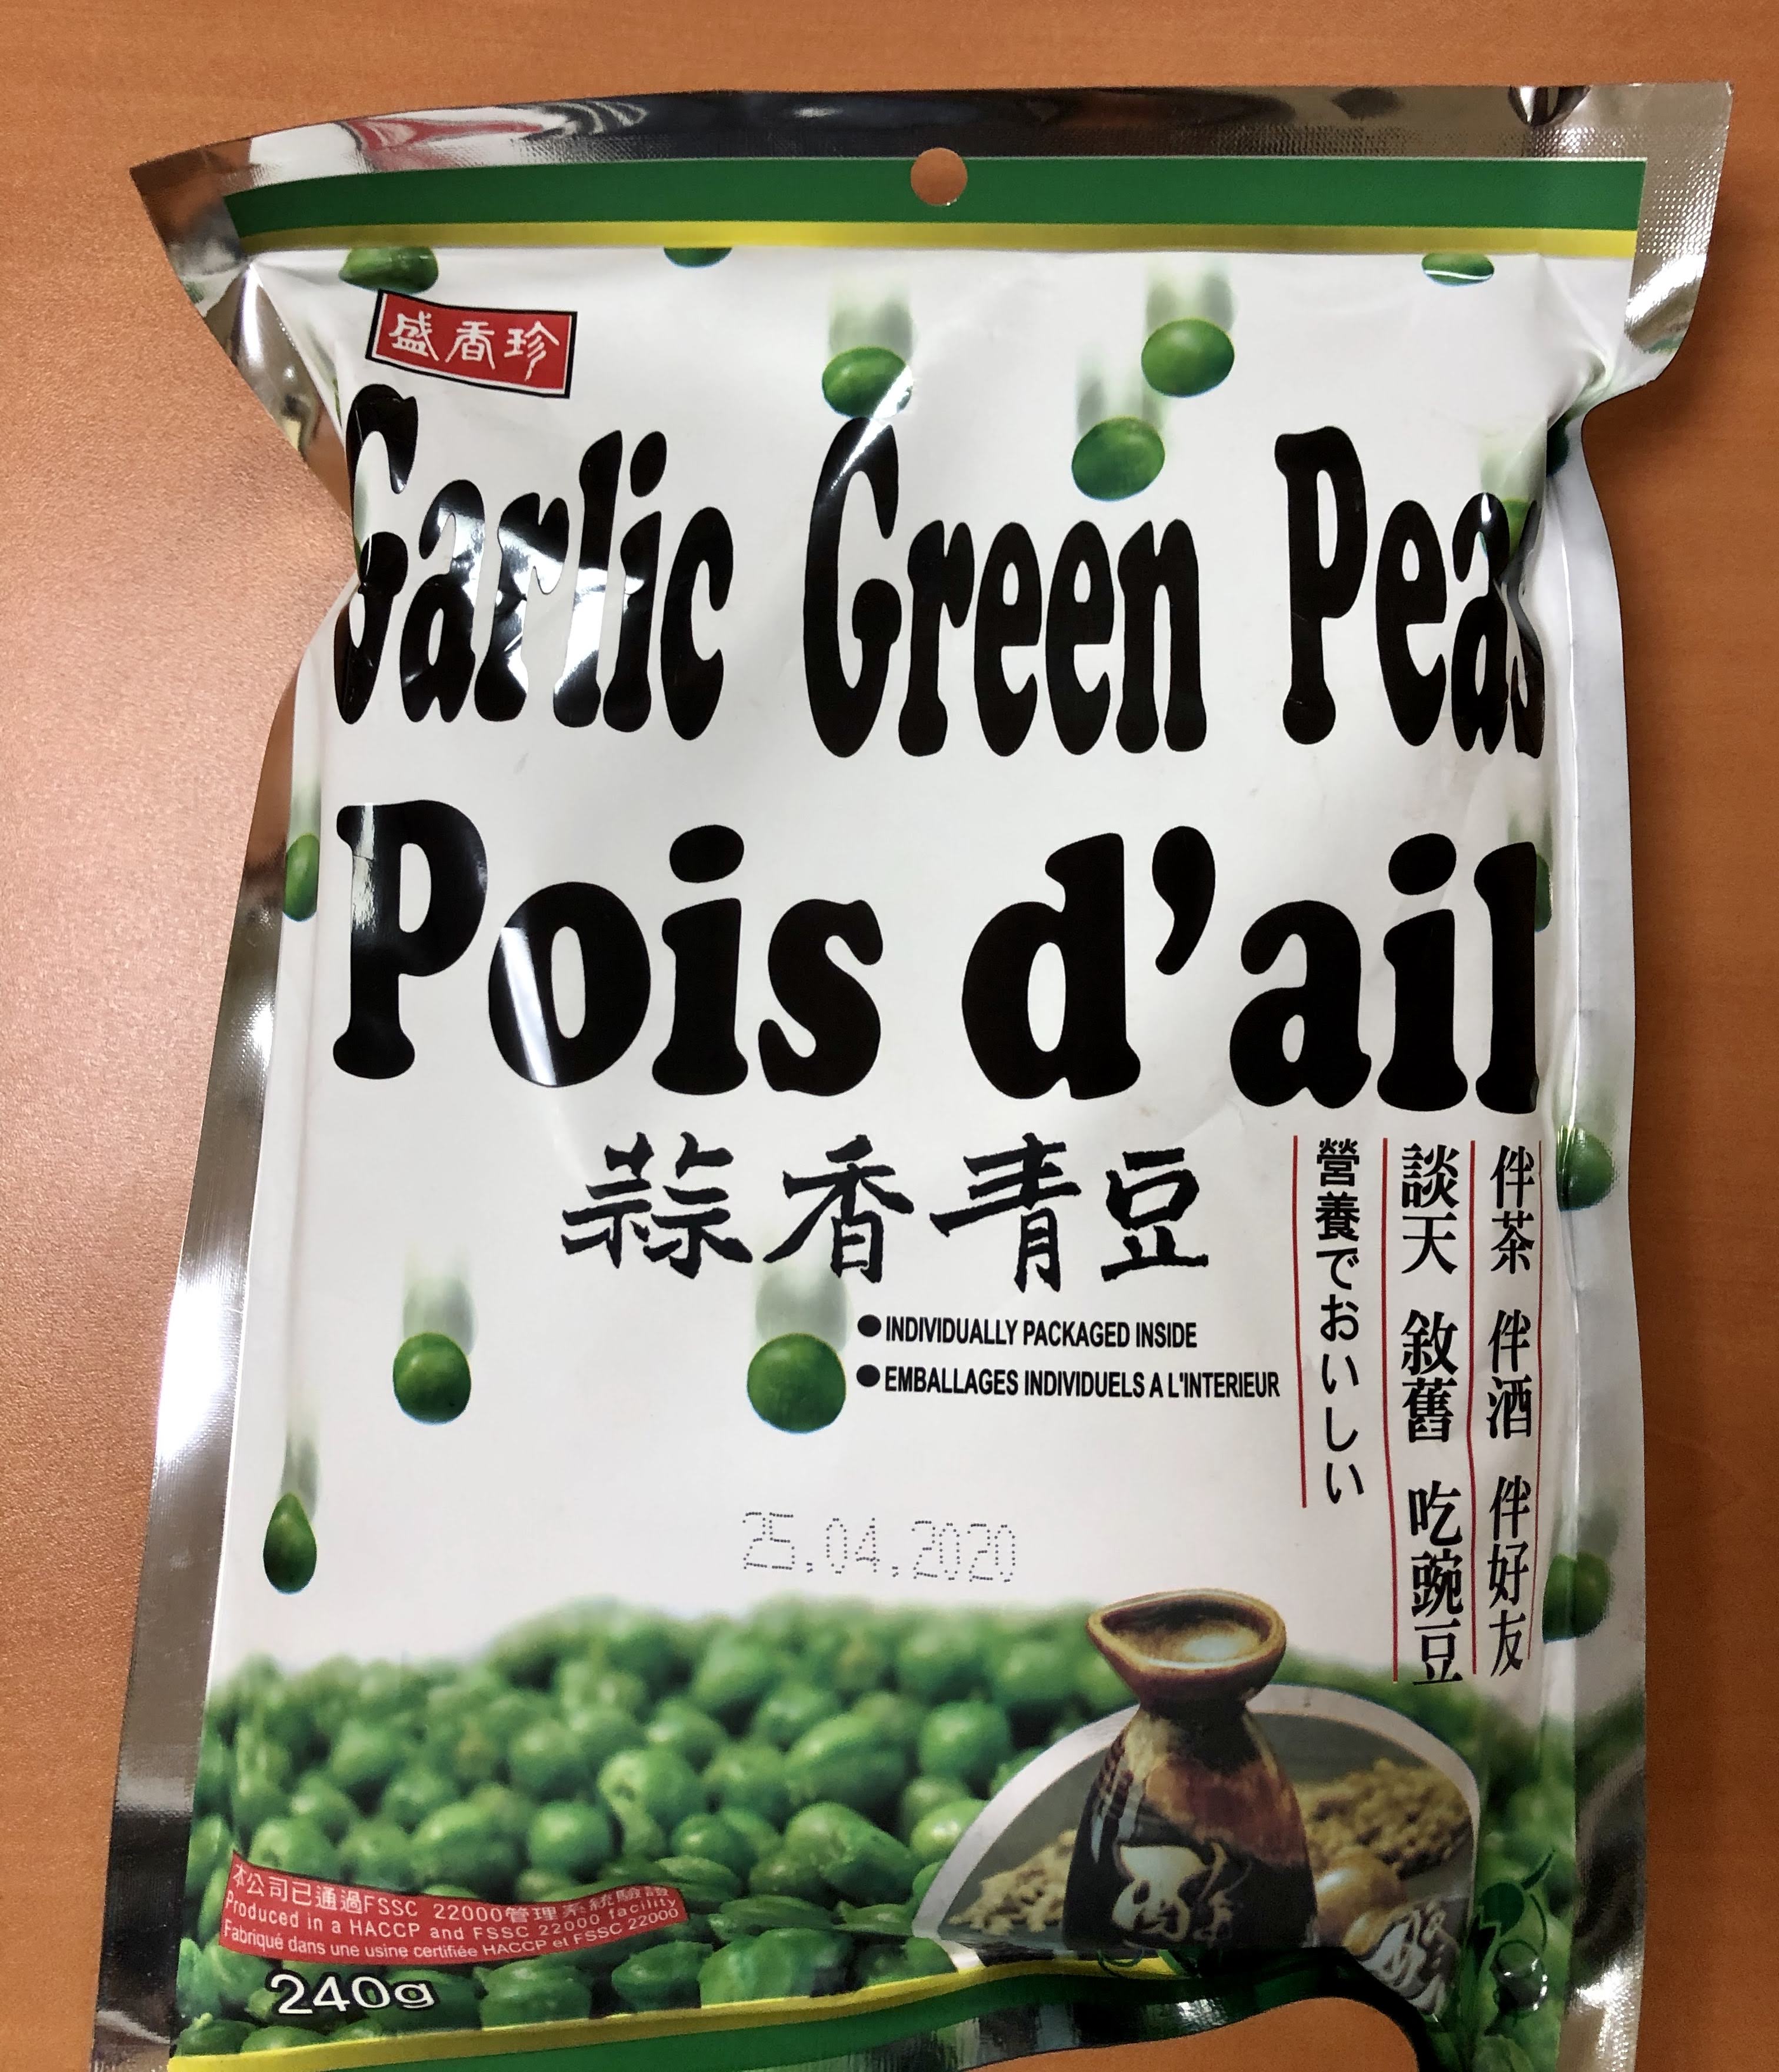 盛香珍
Garlic Green Peas
Pois d'ail
蒜香青豆
伴茶 伴酒 伴好友
談天 敘舊 吃豌豆
營養でおいしい
●INDIVIDUALLY PACKAGED INSIDE
●EMBALLAGES INDIVIDUELS A L'INTERIEUR
25.04.2020
本公司已通過FSSC 22000管理系統驗證
Produced in a HACCP and FSSC 22000 facility
Fabriqué dans une usine certifiée HACCP et FSSC 22000
240g